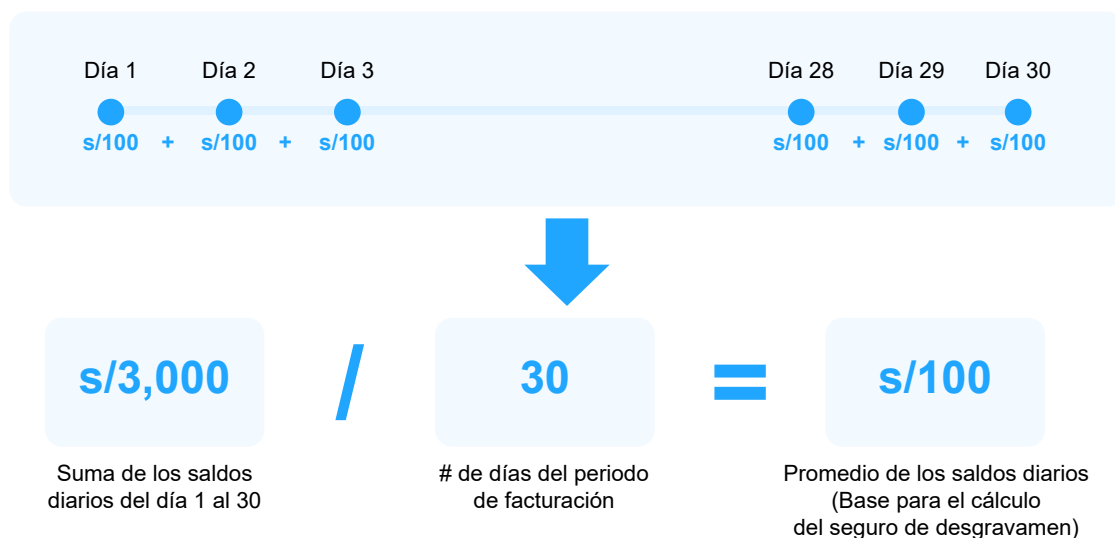 Día 1 Día 2 Día 3 Día 28 Día 29 Día 30
s/100 + s/100 + s/100 s/100 + s/100 + s/100
s/3,000 / 30 = s/100
Suma de los saldos
diarios del día 1 al 30
# de días del periodo
de facturación
Promedio de los saldos diarios
(Base para el cálculo
del seguro de desgravamen)